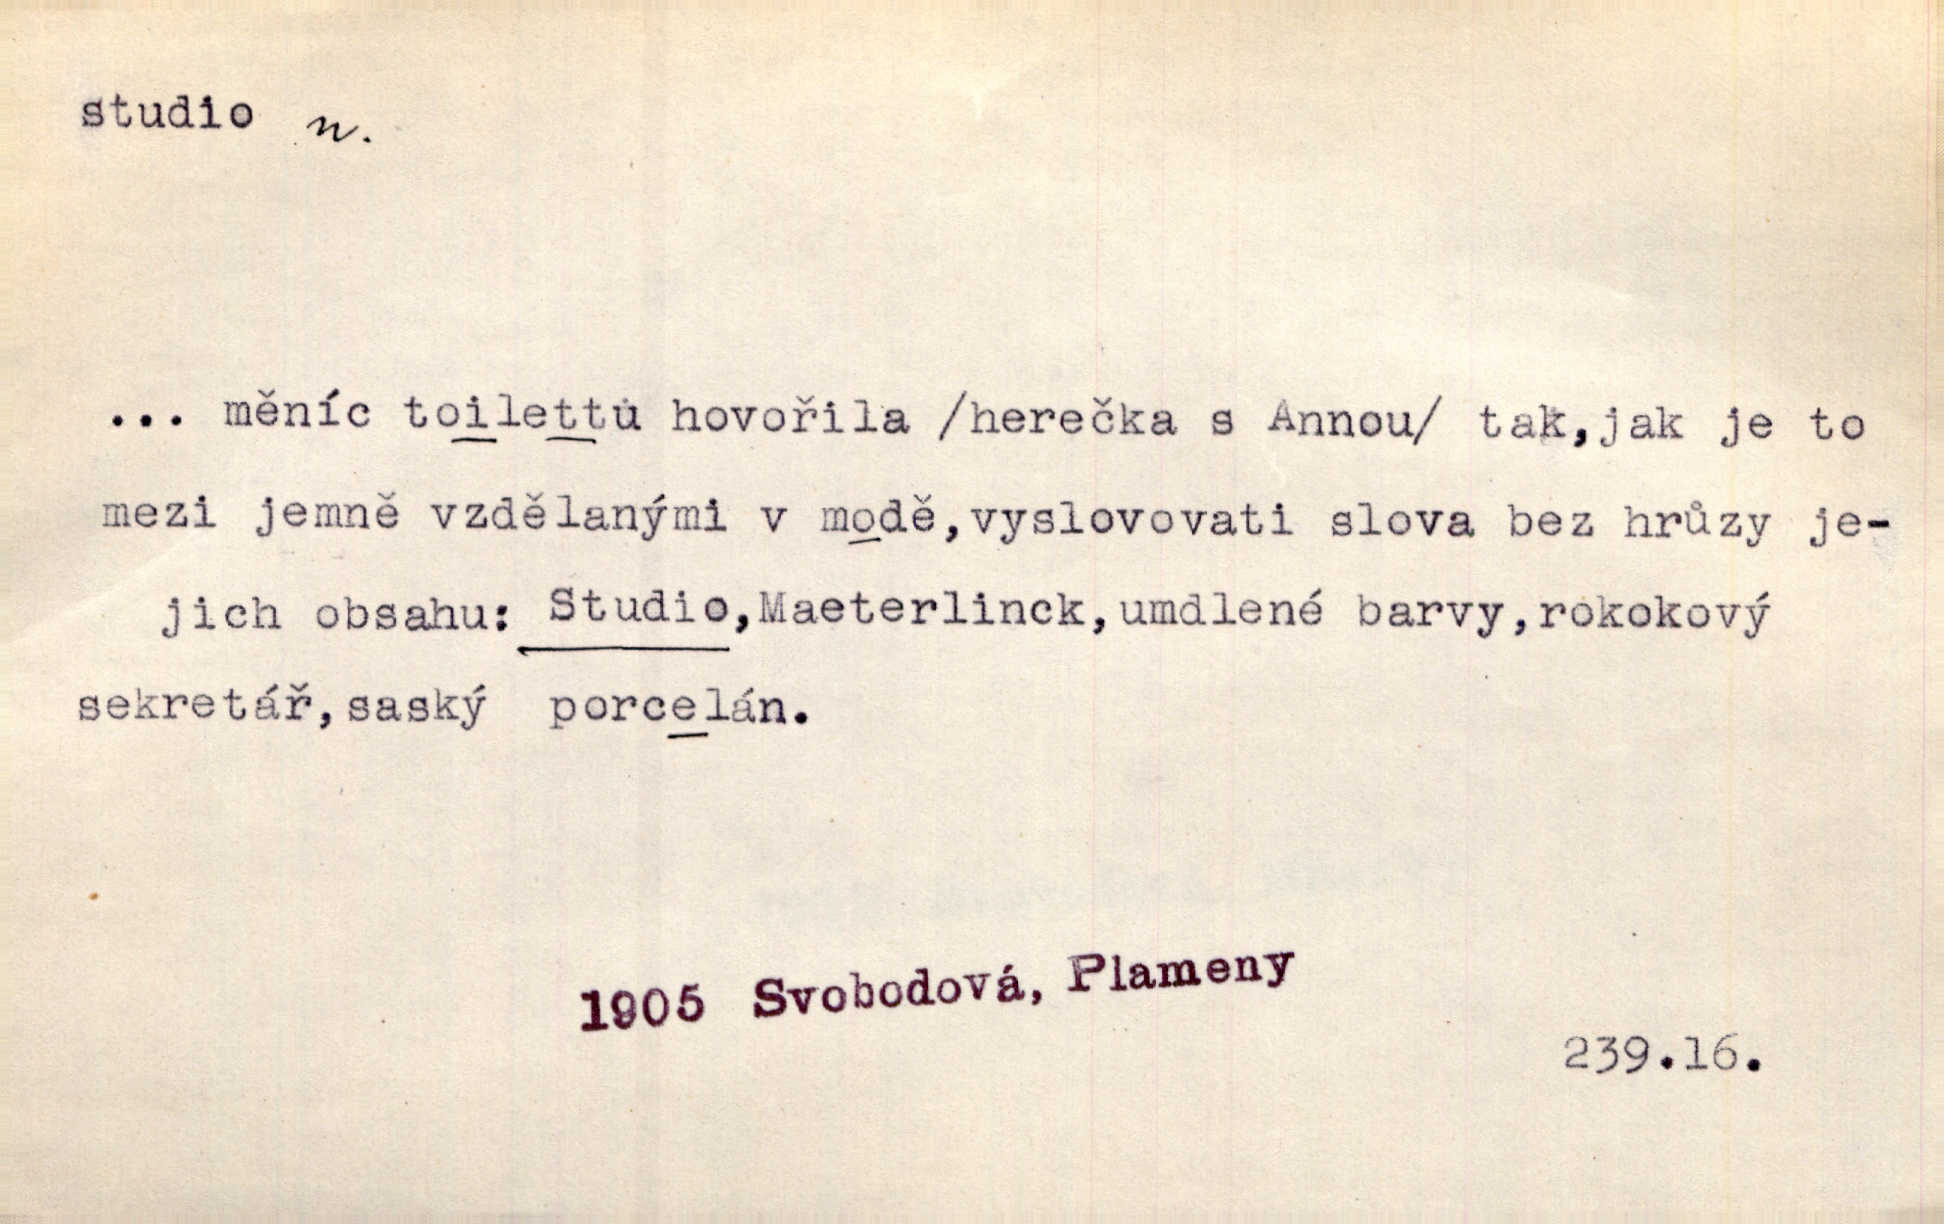 studio n.
... měníc toilettu hovořila /herečka s Annou/ tak,jak je to
mezi jemně vzdělanými v modě,vyslovovati slova bez hrůzy je-
jich obsahu: Studio,Maeterlinck,umdlené barvy,rokokový
sekretář,saský porcelán.
1905 Svobodová, Plameny
239.16.